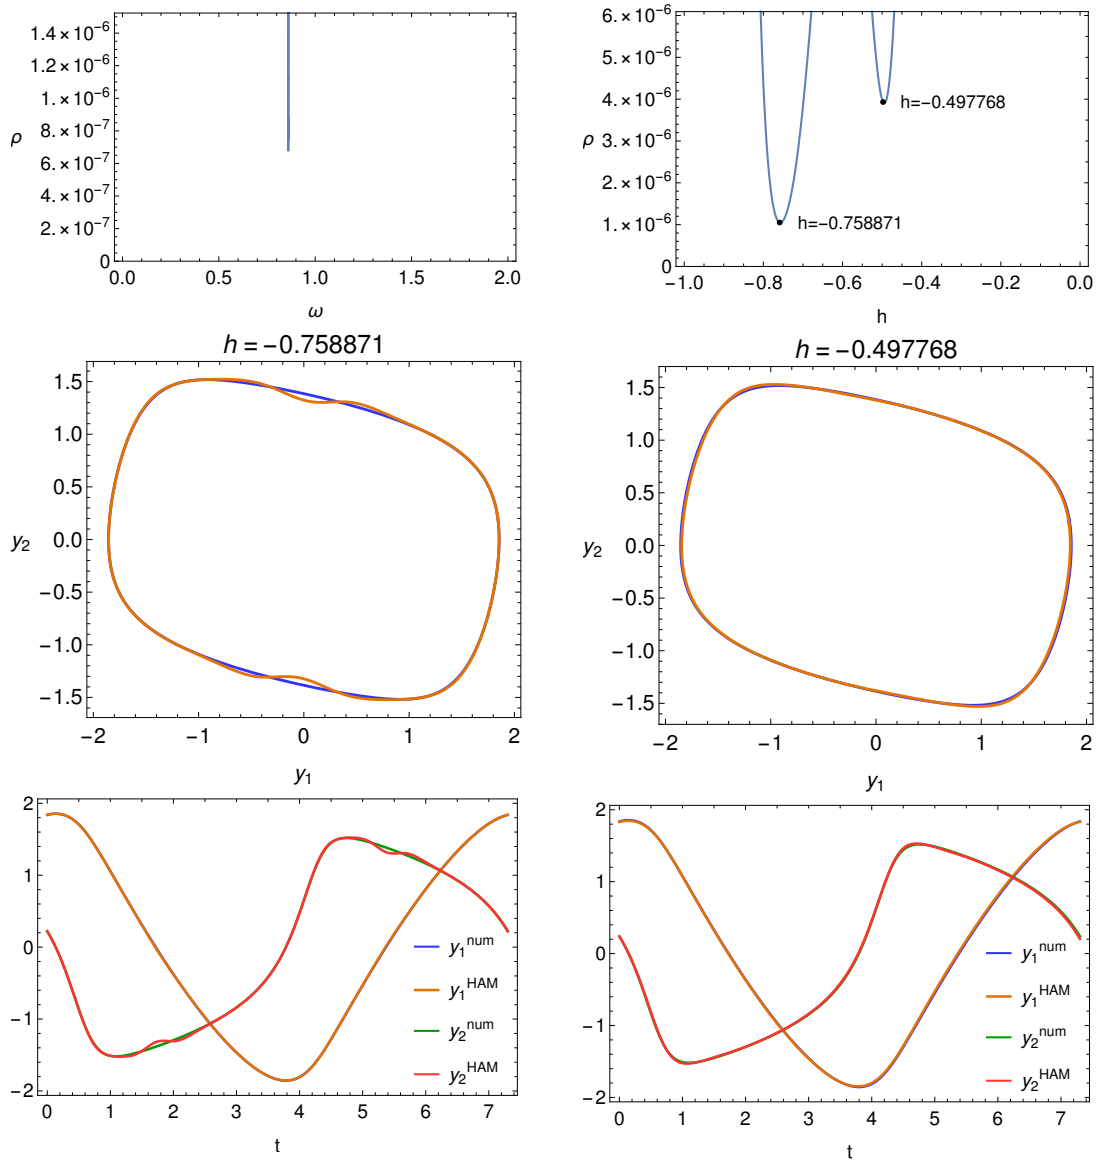 1.4×10⁻⁶
1.2×10⁻⁶
1.×10⁻⁶
8.×10⁻⁷
6.×10⁻⁷
4.×10⁻⁷
2.×10⁻⁷
0
ρ
0.0 0.5 1.0 1.5 2.0
ω
6.×10⁻⁶
5.×10⁻⁶
4.×10⁻⁶
3.×10⁻⁶
2.×10⁻⁶
1.×10⁻⁶
0
ρ
h=−0.497768
h=−0.758871
−1.0 −0.8 −0.6 −0.4 −0.2 0.0
h
h=−0.758871
1.5
1.0
0.5
0.0
−0.5
−1.0
−1.5
y₂
−2 −1 0 1 2
y₁
h=−0.497768
1.5
1.0
0.5
0.0
−0.5
−1.0
−1.5
y₂
−2 −1 0 1 2
y₁
2
1
0
−1
−2
y₁ⁿᵘᵐ
y₁ᴴᴬᴹ
y₂ⁿᵘᵐ
y₂ᴴᴬᴹ
0 1 2 3 4 5 6 7
t
2
1
0
−1
−2
y₁ⁿᵘᵐ
y₁ᴴᴬᴹ
y₂ⁿᵘᵐ
y₂ᴴᴬᴹ
0 1 2 3 4 5 6 7
t